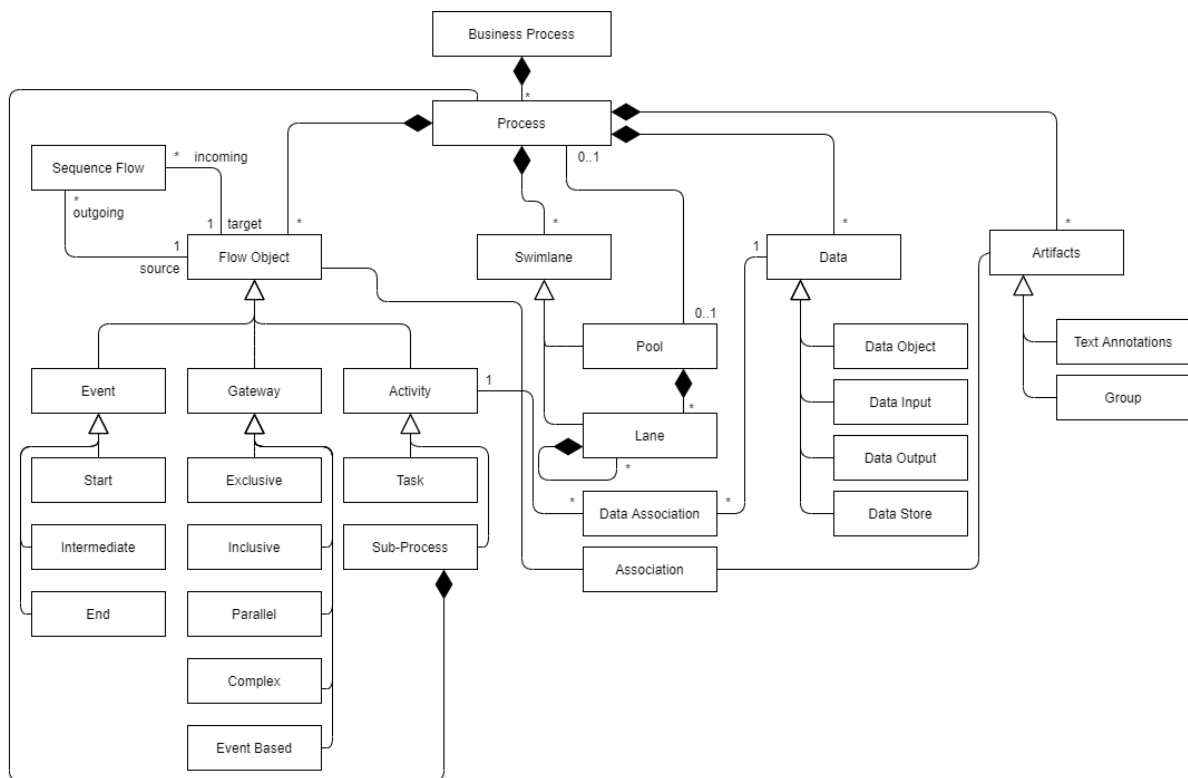 Business Process
*
Process
0..1
Sequence Flow
* incoming
*
outgoing
1 target
*
1
source
Flow Object
*
Swimlane
*
1
Data
*
Artifacts
0..1
Pool
Data Object
Text Annotations
Event
Gateway
Activity
1
Data Input
Group
*
Lane
*
Data Output
Start
Exclusive
Task
*
Data Association
*
Data Store
Intermediate
Inclusive
Sub-Process
Association
End
Parallel
Complex
Event Based